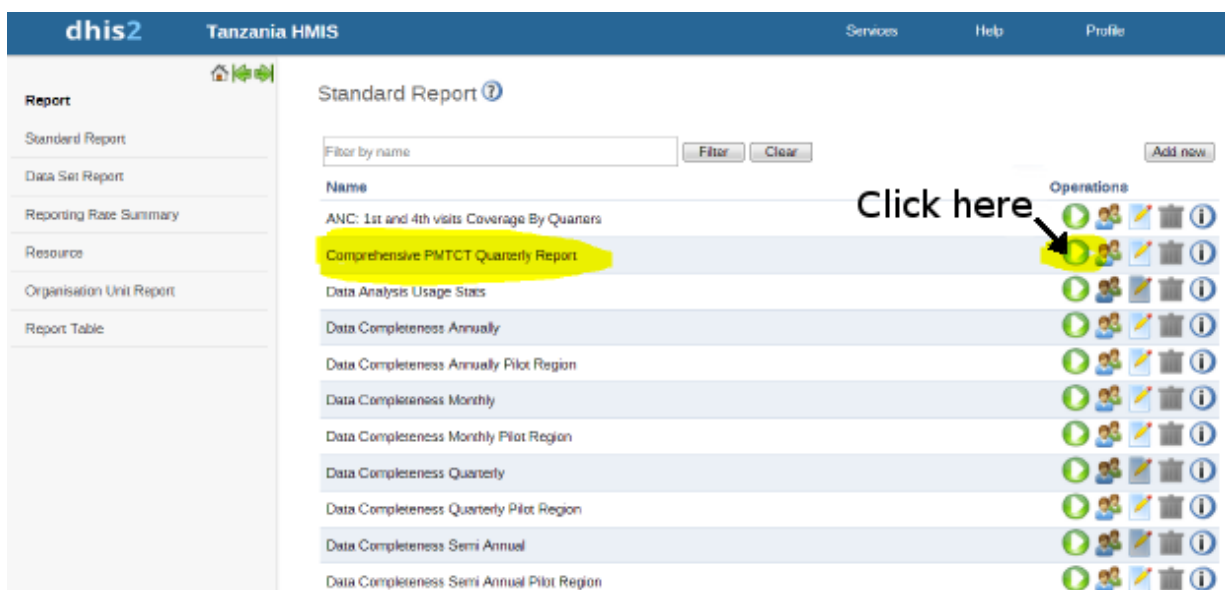 dhis2 Tanzania HMIS Services Help Profile
Report
Standard Report
Data Set Report
Reporting Rate Summary
Resource
Organisation Unit Report
Report Table
Standard Report ?
Filter by name Filter Clear Add new
Name Operations
Click here
ANC: 1st and 4th visits Coverage By Quarters
Comprehensive PMTCT Quarterly Report
Data Analysis Usage Stats
Data Completeness Annually
Data Completeness Annually Pilot Region
Data Completeness Monthly
Data Completeness Monthly Pilot Region
Data Completeness Quarterly
Data Completeness Quarterly Pilot Region
Data Completeness Semi Annual
Data Completeness Semi Annual Pilot Region